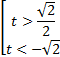 t > √2/2
t < −√2